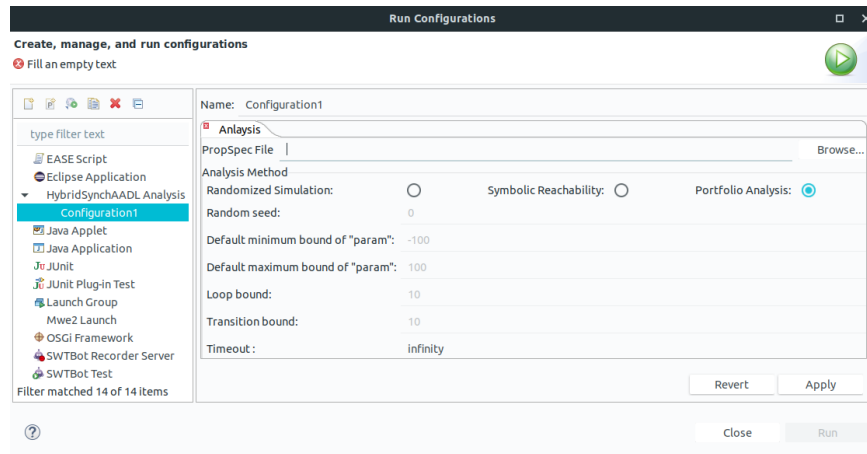 Run Configurations
Create, manage, and run configurations
Fill an empty text
Name: Configuration1
type filter text
EASE Script
Eclipse Application
HybridSynchAADL Analysis
Configuration1
Java Applet
Java Application
JUnit
JUnit Plug-in Test
Launch Group
Mwe2 Launch
OSGi Framework
SWTBot Recorder Server
SWTBot Test
Filter matched 14 of 14 items
Anlaysis
PropSpec File Browse...
Analysis Method
Randomized Simulation: Symbolic Reachability: Portfolio Analysis:
Random seed: 0
Default minimum bound of "param": -100
Default maximum bound of "param": 100
Loop bound: 10
Transition bound: 10
Timeout : infinity
Revert Apply
Close Run